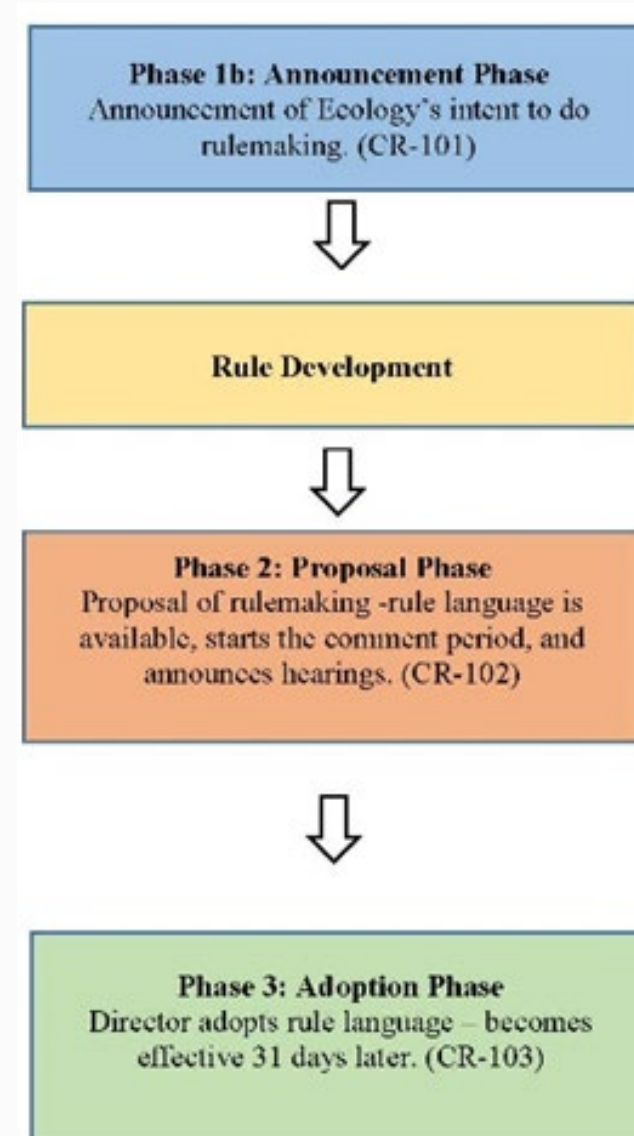 Phase 1b: Announcement Phase
Announcement of Ecology's intent to do
rulemaking. (CR-101)
Rule Development
Phase 2: Proposal Phase
Proposal of rulemaking -rule language is
available, starts the comment period, and
announces hearings. (CR-102)
Phase 3: Adoption Phase
Director adopts rule language – becomes
effective 31 days later. (CR-103)